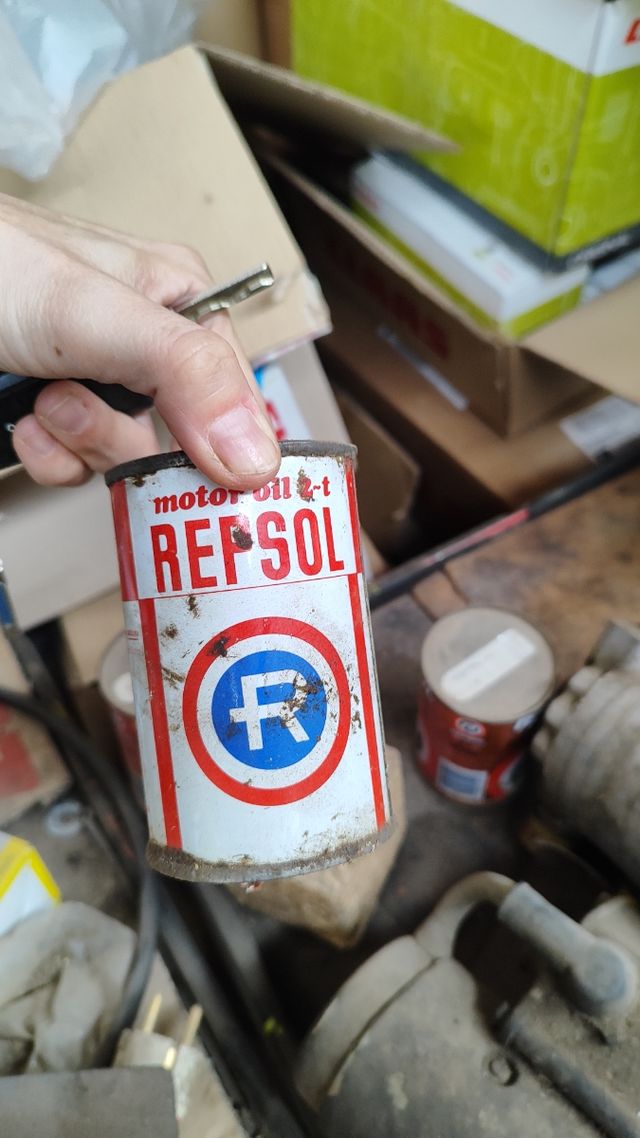 motor oil 2-t
REPSOL
R